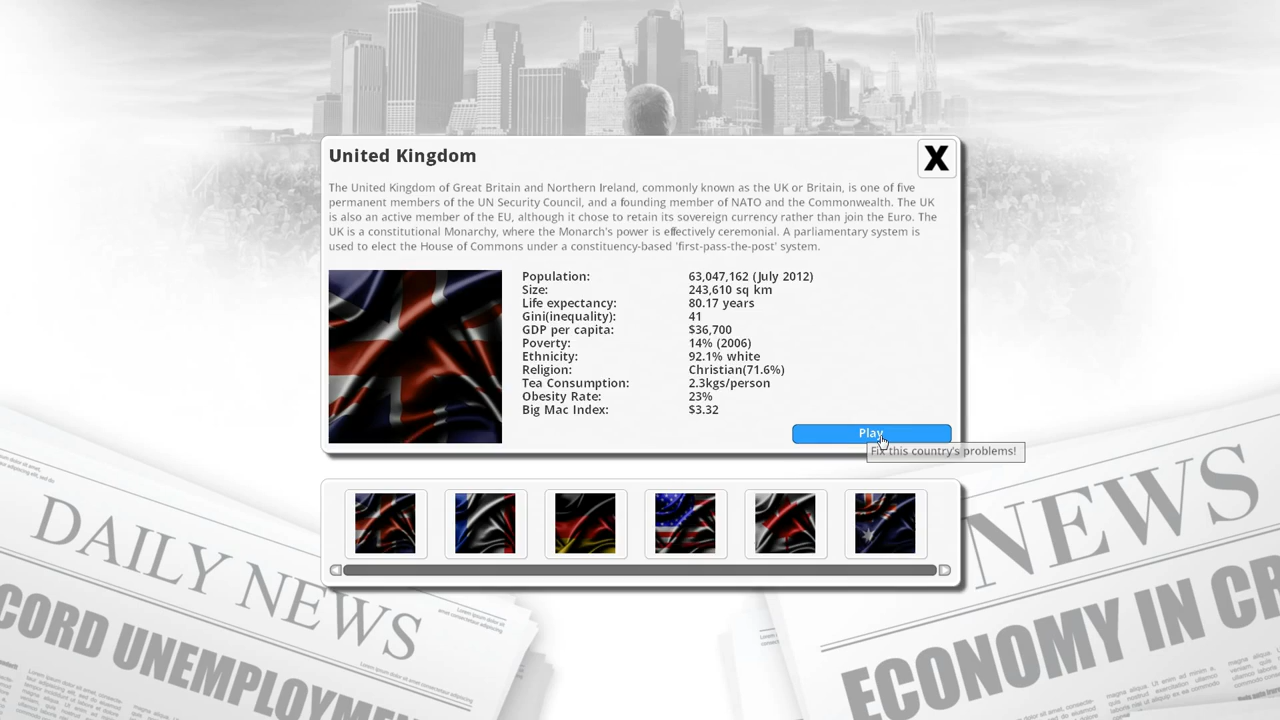 United Kingdom
X
The United Kingdom of Great Britain and Northern Ireland, commonly known as the UK or Britain, is one of five
permanent members of the UN Security Council, and a founding member of NATO and the Commonwealth. The UK
is also an active member of the EU, although it chose to retain its sovereign currency rather than join the Euro. The
UK is a constitutional Monarchy, where the Monarch's power is effectively ceremonial. A parliamentary system is
used to elect the House of Commons under a constituency-based 'first-pass-the-post' system.
Population: 63,047,162 (July 2012)
Size: 243,610 sq km
Life expectancy: 80.17 years
Gini(inequality): 41
GDP per capita: $36,700
Poverty: 14% (2006)
Ethnicity: 92.1% white
Religion: Christian(71.6%)
Tea Consumption: 2.3kgs/person
Obesity Rate: 23%
Big Mac Index: $3.32
Play
Fix this country's problems!
DAILY NEWS
CORD UNEMPLOYME
NEWS
ECONOMY IN CR